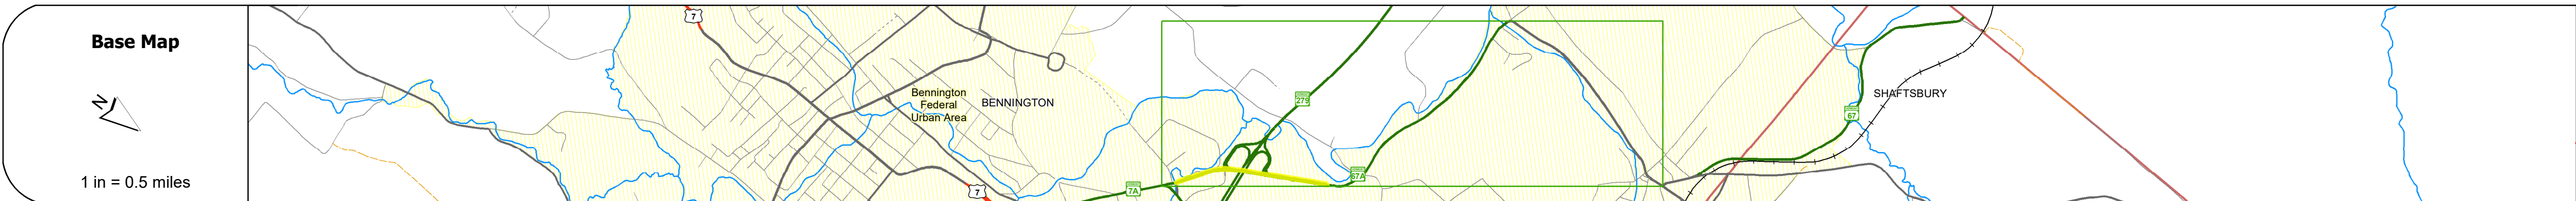 Base Map
N
1 in = 0.5 miles
7
Bennington
Federal
Urban Area
BENNINGTON
7
7A
279
67A
67
SHAFTSBURY